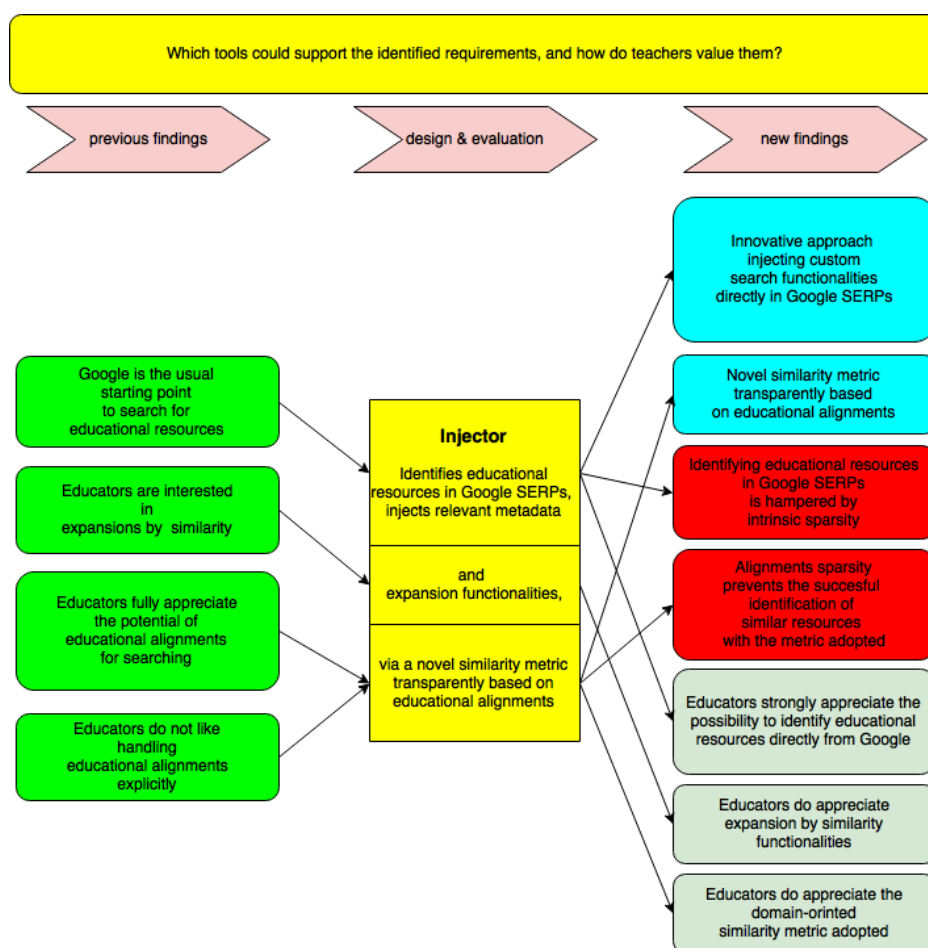 Which tools could support the identified requirements, and how do teachers value them?
previous findings
design & evaluation
new findings
Google is the usual
starting point
to search for
educational resources
Educators are interested
in
expansions by  similarity
Educators fully appreciate
the potential of
educational alignments
for searching
Educators do not like
handling
educational alignments
explicitly
Injector
Identifies educational
resources in Google SERPs,
injects relevant metadata
and
expansion functionalities,
via a novel similarity metric
transparently based on
educational alignments
Innovative approach
injecting custom
search functionalities
directly in Google SERPs
Novel similarity metric
transparently based
on educational alignments
Identifying educational resources
in Google SERPs
is hampered by
intrinsic sparsity
Alignments sparsity
prevents the succesful
identification of
similar resources
with the metric adopted
Educators strongly appreciate the
possibility to identify educational
resources directly from Google
Educators do appreciate
expansion by similarity
functionalities
Educators do appreciate the
domain-orinted
similarity metric adopted